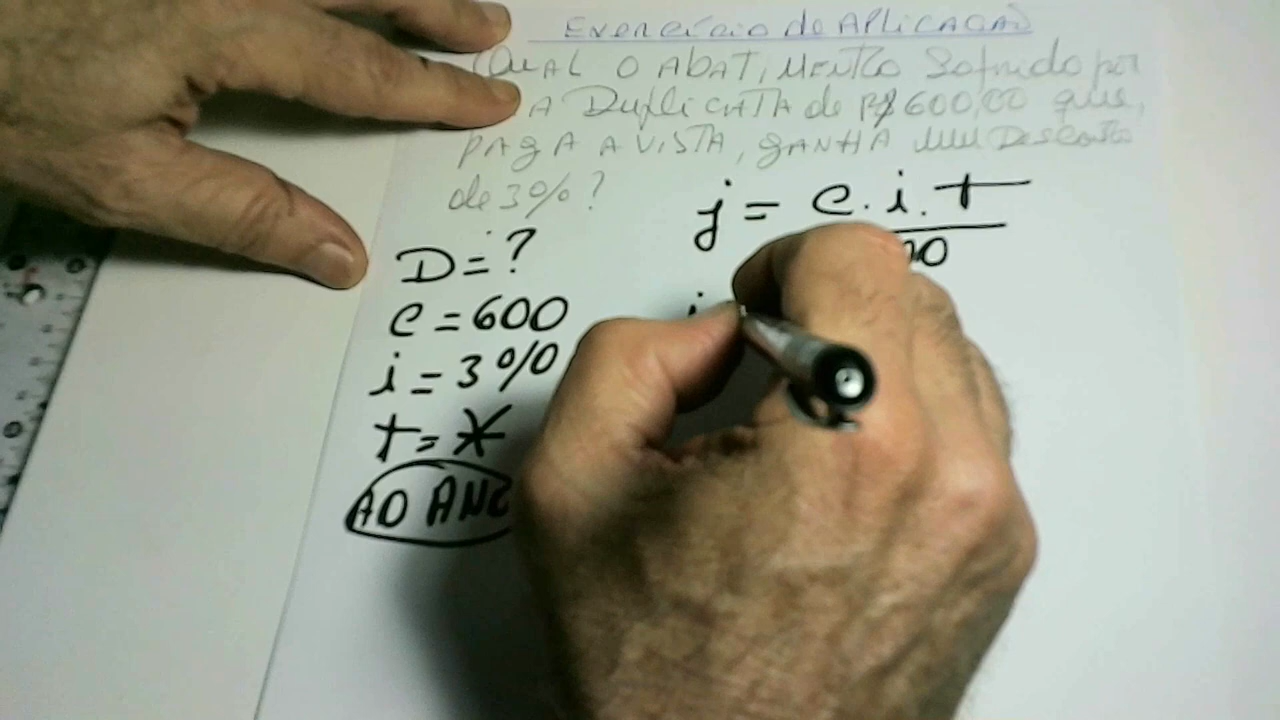 Exercício de APLICAÇÃO
QUAL O AbATiMENTO Sofrido por
A DupliCATA de R$ 600,00 que,
PAGA A VISTA, GANHA um Desconto
de 3%?
j = c.i.t
00
D = ?
C = 600
i = 3%
t = X
AO ANO